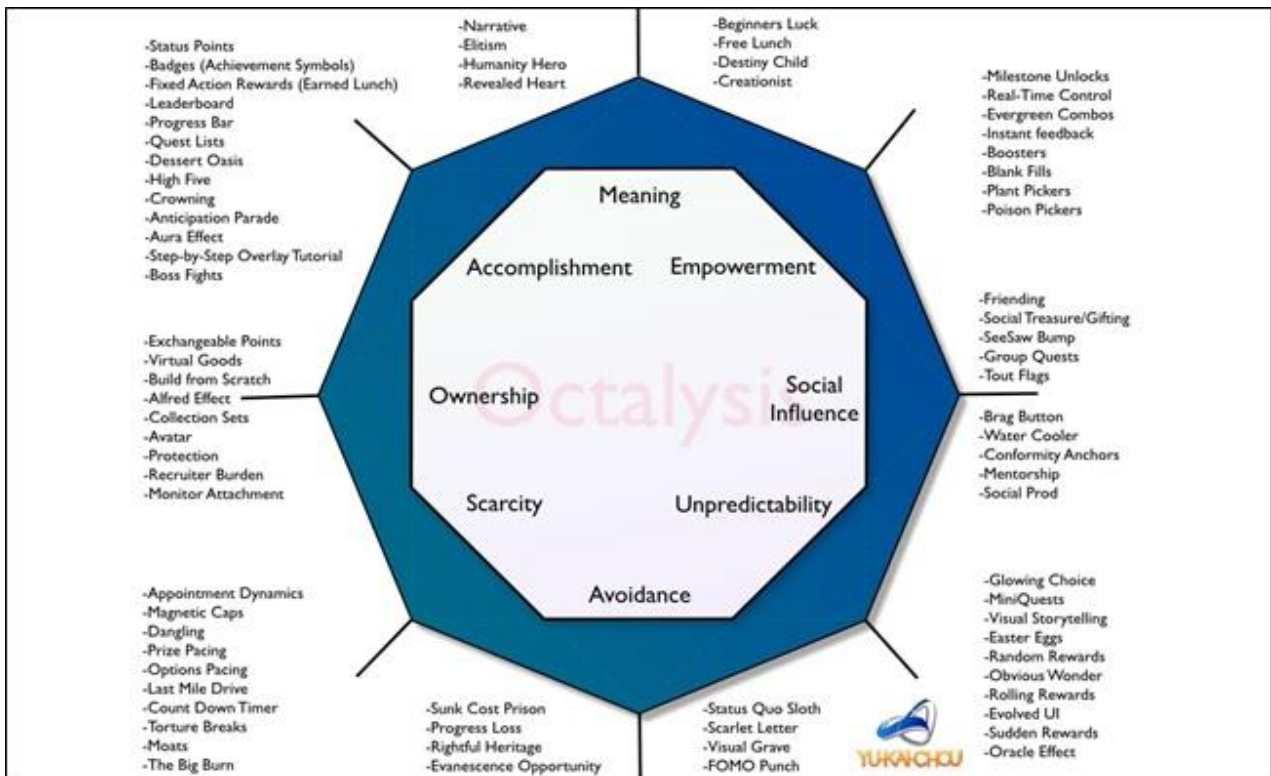 -Narrative
-Elitism
-Humanity Hero
-Revealed Heart
-Beginners Luck
-Free Lunch
-Destiny Child
-Creationist
-Status Points
-Badges (Achievement Symbols)
-Fixed Action Rewards (Earned Lunch)
-Leaderboard
-Progress Bar
-Quest Lists
-Dessert Oasis
-High Five
-Crowning
-Anticipation Parade
-Aura Effect
-Step-by-Step Overlay Tutorial
-Boss Fights
-Milestone Unlocks
-Real-Time Control
-Evergreen Combos
-Instant feedback
-Boosters
-Blank Fills
-Plant Pickers
-Poison Pickers
Meaning
Accomplishment
Empowerment
-Exchangeable Points
-Virtual Goods
-Build from Scratch
-Alfred Effect
-Collection Sets
-Avatar
-Protection
-Recruiter Burden
-Monitor Attachment
Ownership
Octalysis
Social
Influence
-Friending
-Social Treasure/Gifting
-SeeSaw Bump
-Group Quests
-Tout Flags
-Brag Button
-Water Cooler
-Conformity Anchors
-Mentorship
-Social Prod
Scarcity
Unpredictability
Avoidance
-Appointment Dynamics
-Magnetic Caps
-Dangling
-Prize Pacing
-Options Pacing
-Last Mile Drive
-Count Down Timer
-Torture Breaks
-Moats
-The Big Burn
-Sunk Cost Prison
-Progress Loss
-Rightful Heritage
-Evanescence Opportunity
-Status Quo Sloth
-Scarlet Letter
-Visual Grave
-FOMO Punch
YU-KAI CHOU
-Glowing Choice
-MiniQuests
-Visual Storytelling
-Easter Eggs
-Random Rewards
-Obvious Wonder
-Rolling Rewards
-Evolved UI
-Sudden Rewards
-Oracle Effect